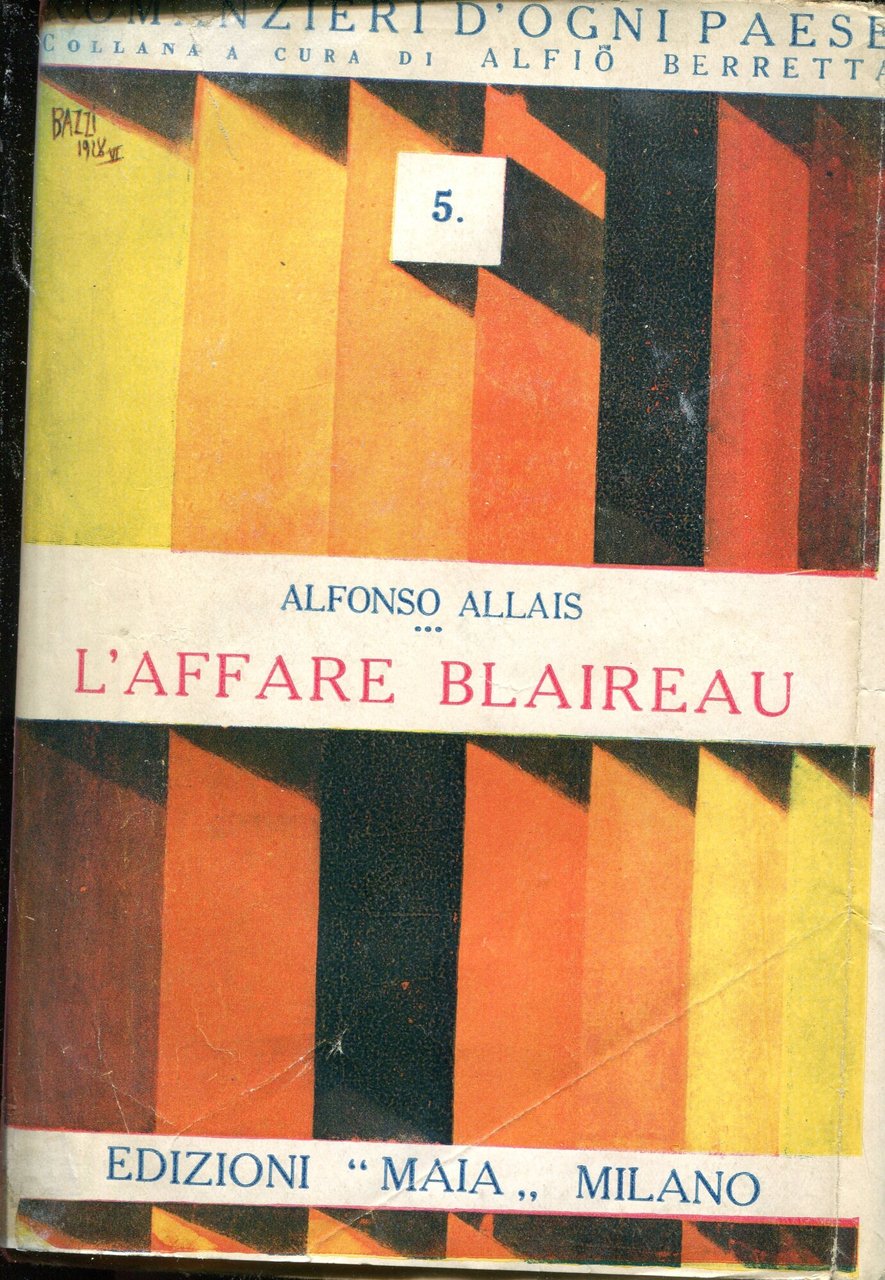 ROMANZIERI D'OGNI PAESE
COLLANA A CURA DI ALFIO BERRETTA
BAZZI
1928 VI
5.
ALFONSO ALLAIS
L'AFFARE BLAIREAU
EDIZIONI “MAIA„ MILANO